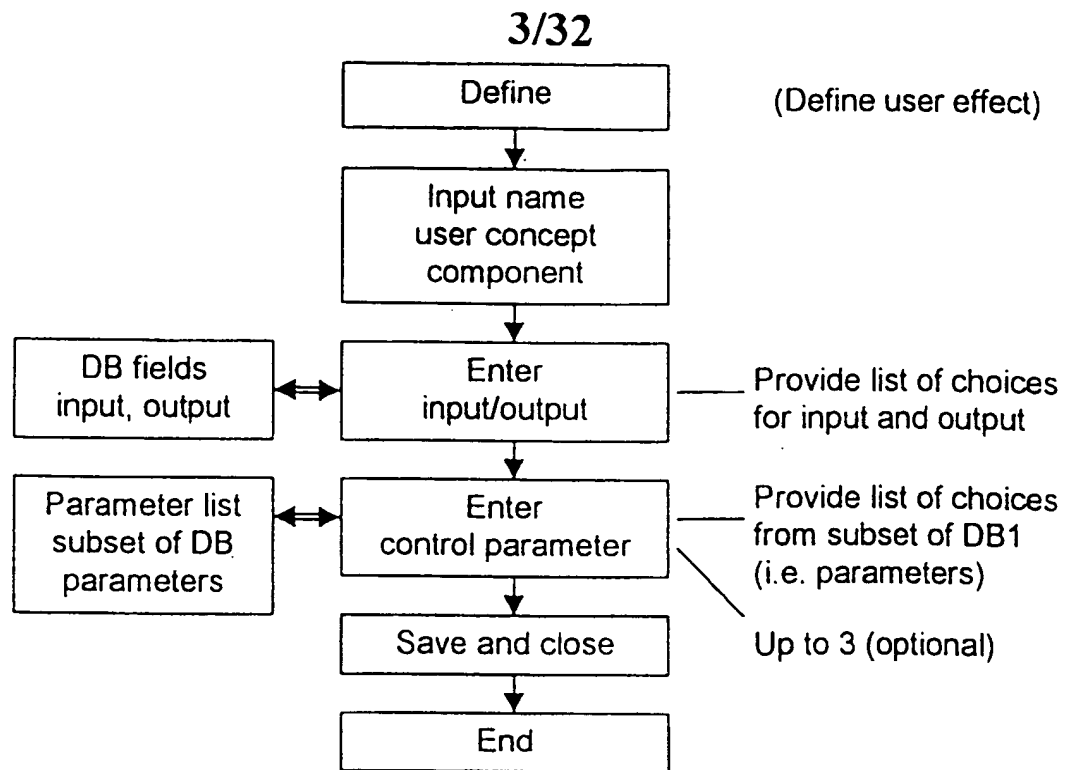 3/32
Define
(Define user effect)
Input name
user concept
component
DB fields
input, output
Enter
input/output
Provide list of choices
for input and output
Parameter list
subset of DB
parameters
Enter
control parameter
Provide list of choices
from subset of DB1
(i.e. parameters)
Save and close
Up to 3 (optional)
End